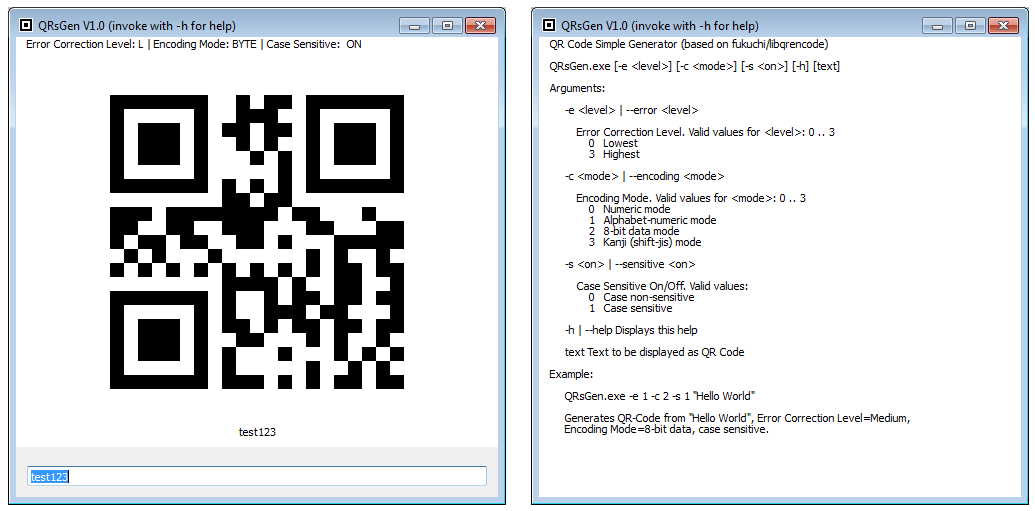 QRsGen V1.0 (invoke with -h for help)
Error Correction Level: L | Encoding Mode: BYTE | Case Sensitive: ON
test123
test123
QRsGen V1.0 (invoke with -h for help)
QR Code Simple Generator (based on fukuchi/libqrencode)
QRsGen.exe [-e <level>] [-c <mode>] [-s <on>] [-h] [text]
Arguments:
-e <level> | --error <level>
Error Correction Level. Valid values for <level>: 0 .. 3
0 Lowest
3 Highest
-c <mode> | --encoding <mode>
Encoding Mode. Valid values for <mode>: 0 .. 3
0 Numeric mode
1 Alphabet-numeric mode
2 8-bit data mode
3 Kanji (shift-jis) mode
-s <on> | --sensitive <on>
Case Sensitive On/Off. Valid values:
0 Case non-sensitive
1 Case sensitive
-h | --help Displays this help
text Text to be displayed as QR Code
Example:
QRsGen.exe -e 1 -c 2 -s 1 "Hello World"
Generates QR-Code from "Hello World", Error Correction Level=Medium,
Encoding Mode=8-bit data, case sensitive.